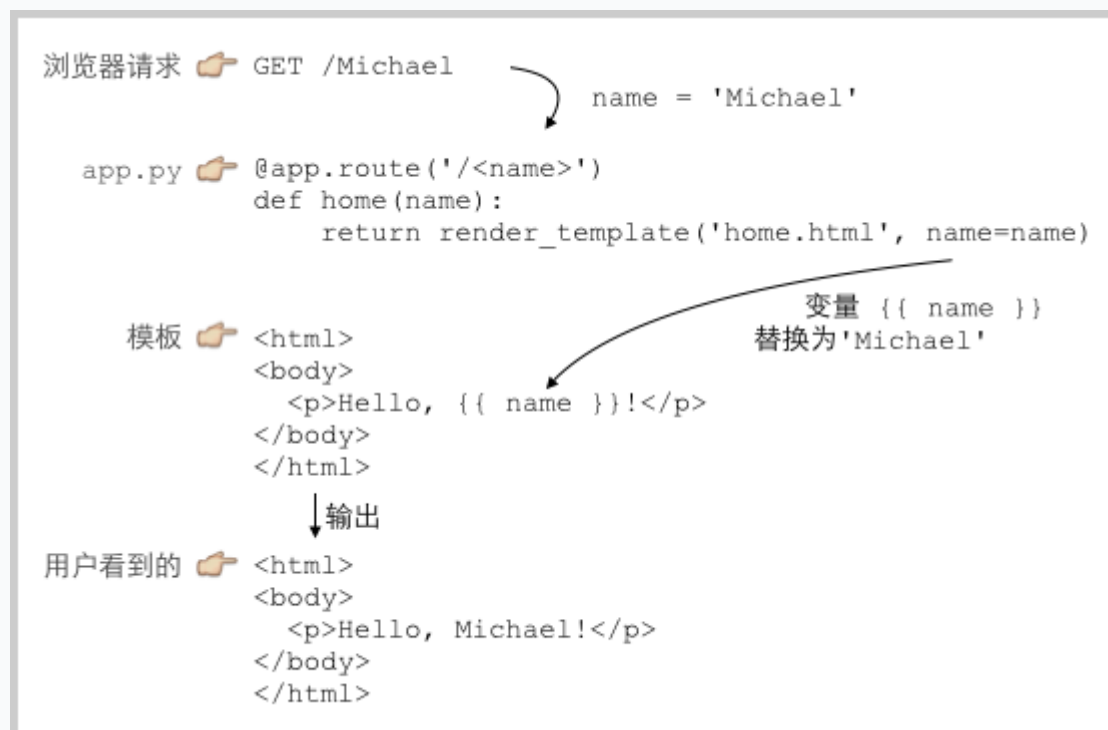 浏览器请求 👉 GET /Michael
name = 'Michael'
app.py 👉 @app.route('/<name>')
def home(name):
    return render_template('home.html', name=name)
变量 {{ name }}
替换为'Michael'
模板 👉 <html>
<body>
  <p>Hello, {{ name }}!</p>
</body>
</html>
输出
用户看到的 👉 <html>
<body>
  <p>Hello, Michael!</p>
</body>
</html>